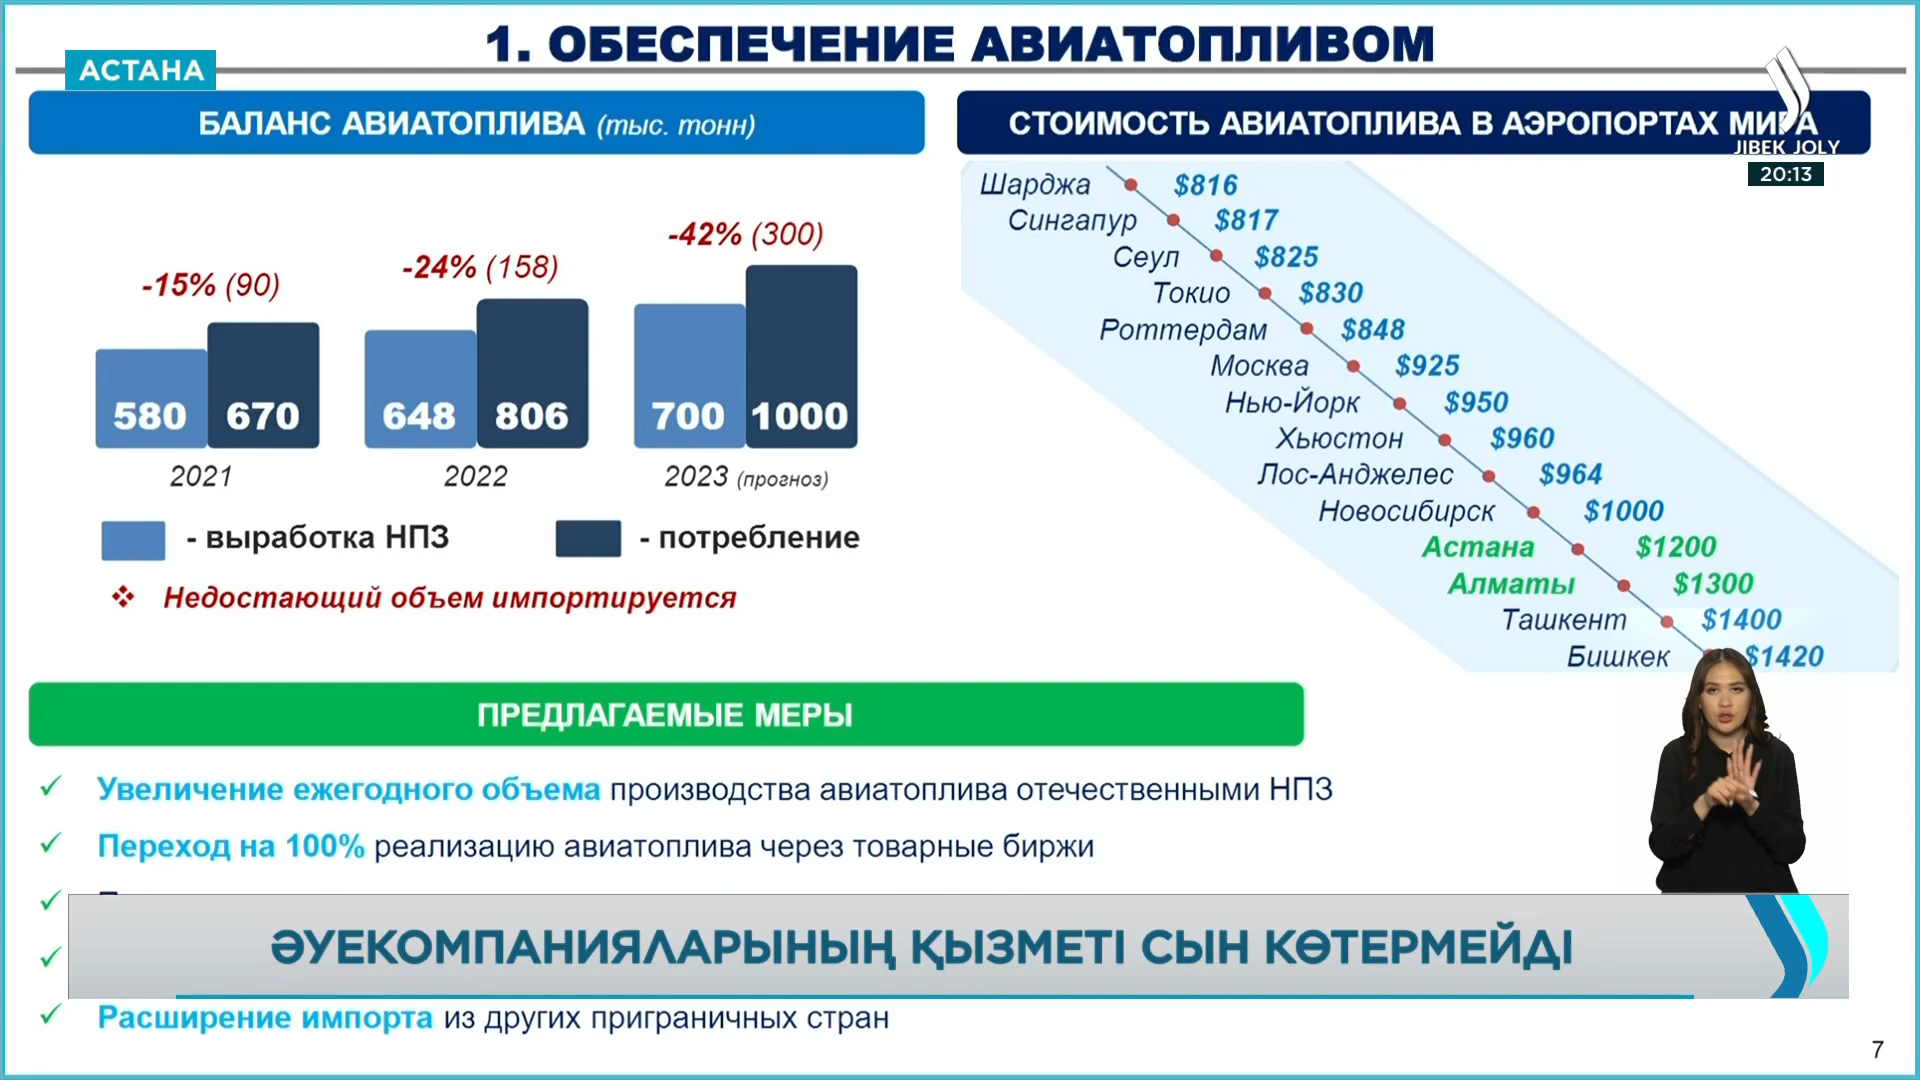 1. ОБЕСПЕЧЕНИЕ АВИАТОПЛИВОМ
АСТАНА
БАЛАНС АВИАТОПЛИВА (тыс. тонн)
-15% (90)
-24% (158)
-42% (300)
580
670
648
806
700
1000
2021
2022
2023 (прогноз)
- выработка НПЗ
- потребление
Недостающий объем импортируется
СТОИМОСТЬ АВИАТОПЛИВА В АЭРОПОРТАХ МИРА
JIBEK JOLY
20:13
Шарджа $816
Сингапур $817
Сеул $825
Токио $830
Роттердам $848
Москва $925
Нью-Йорк $950
Хьюстон $960
Лос-Анджелес $964
Новосибирск $1000
Астана $1200
Алматы $1300
Ташкент $1400
Бишкек $1420
ПРЕДЛАГАЕМЫЕ МЕРЫ
Увеличение ежегодного объема производства авиатоплива отечественными НПЗ
Переход на 100% реализацию авиатоплива через товарные биржи
ӘУЕКОМПАНИЯЛАРЫНЫҢ ҚЫЗМЕТІ СЫН КӨТЕРМЕЙДІ
Расширение импорта из других приграничных стран
7